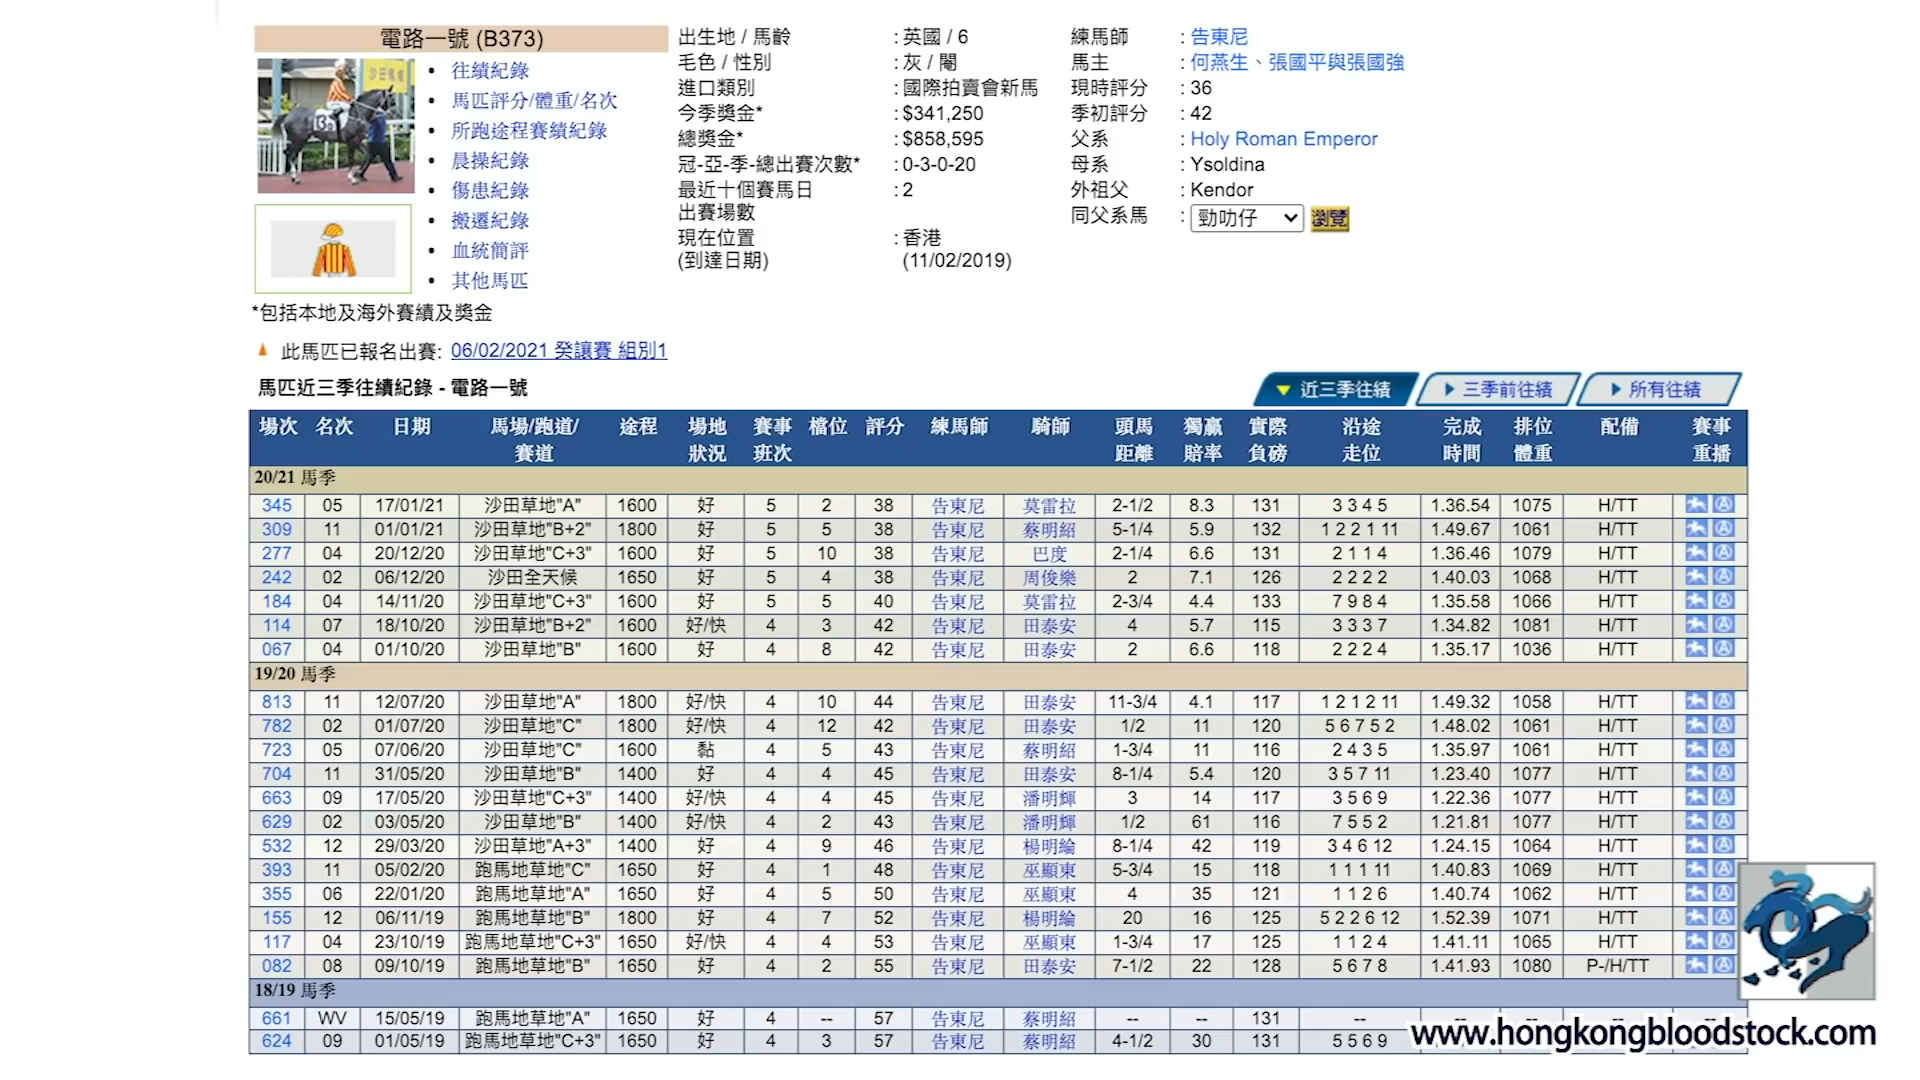 電路一號 (B373)
往績紀錄
馬匹評分/體重/名次
所跑途程賽績紀錄
晨操紀錄
傷患紀錄
搬遷紀錄
血統簡評
其他馬匹
出生地 / 馬齡 : 英國 / 6
毛色 / 性別 : 灰 / 閹
進口類別 : 國際拍賣會新馬
今季獎金* : $341,250
總獎金* : $858,595
冠-亞-季-總出賽次數* : 0-3-0-20
最近十個賽馬日 : 2
出賽場數
現在位置 : 香港
(到達日期) (11/02/2019)
練馬師 : 告東尼
馬主 : 何燕生、張國平與張國強
現時評分 : 36
季初評分 : 42
父系 : Holy Roman Emperor
母系 : Ysoldina
外祖父 : Kendor
同父系馬 : 勁叻仔 瀏覽
*包括本地及海外賽績及獎金
此馬匹已報名出賽: 06/02/2021 癸讓賽 組別1
馬匹近三季往績紀錄 - 電路一號
近三季往績 三季前往績 所有往績
場次 名次 日期 馬場/跑道/ 途程 場地 賽事 檔位 評分 練馬師 騎師 頭馬 獨贏 實際 沿途 完成 排位 配備 賽事
賽道 狀況 班次 距離 賠率 負磅 走位 時間 體重 重播
20/21 馬季
345 05 17/01/21 沙田草地"A" 1600 好 5 2 38 告東尼 莫雷拉 2-1/2 8.3 131 3 3 4 5 1.36.54 1075 H/TT
309 11 01/01/21 沙田草地"B+2" 1800 好 5 5 38 告東尼 蔡明紹 5-1/4 5.9 132 1 2 2 1 11 1.49.67 1061 H/TT
277 04 20/12/20 沙田草地"C+3" 1600 好 5 10 38 告東尼 巴度 2-1/4 6.6 131 2 1 1 4 1.36.46 1079 H/TT
242 02 06/12/20 沙田全天候 1650 好 5 4 38 告東尼 周俊樂 2 7.1 126 2 2 2 2 1.40.03 1068 H/TT
184 04 14/11/20 沙田草地"C+3" 1600 好 5 5 40 告東尼 莫雷拉 2-3/4 4.4 133 7 9 8 4 1.35.58 1066 H/TT
114 07 18/10/20 沙田草地"B+2" 1600 好/快 4 3 42 告東尼 田泰安 4 5.7 115 3 3 3 7 1.34.82 1081 H/TT
067 04 01/10/20 沙田草地"B" 1600 好 4 8 42 告東尼 田泰安 2 6.6 118 2 2 2 4 1.35.17 1036 H/TT
19/20 馬季
813 11 12/07/20 沙田草地"A" 1800 好/快 4 10 44 告東尼 田泰安 11-3/4 4.1 117 1 2 1 2 11 1.49.32 1058 H/TT
782 02 01/07/20 沙田草地"C" 1800 好/快 4 12 42 告東尼 田泰安 1/2 11 120 5 6 7 5 2 1.48.02 1061 H/TT
723 05 07/06/20 沙田草地"C" 1600 黏 4 5 43 告東尼 蔡明紹 1-3/4 11 116 2 4 3 5 1.35.97 1061 H/TT
704 11 31/05/20 沙田草地"B" 1400 好 4 4 45 告東尼 田泰安 8-1/4 5.4 120 3 5 7 11 1.23.40 1077 H/TT
663 09 17/05/20 沙田草地"C+3" 1400 好/快 4 4 45 告東尼 潘明輝 3 14 117 3 5 6 9 1.22.36 1077 H/TT
629 02 03/05/20 沙田草地"B" 1400 好/快 4 2 43 告東尼 潘明輝 1/2 61 116 7 5 5 2 1.21.81 1077 H/TT
532 12 29/03/20 沙田草地"A+3" 1400 好 4 9 46 告東尼 楊明綸 8-1/4 42 119 3 4 6 12 1.24.15 1064 H/TT
393 11 05/02/20 跑馬地草地"C" 1650 好 4 1 48 告東尼 巫顯東 5-3/4 15 118 1 1 1 11 1.40.83 1069 H/TT
355 06 22/01/20 跑馬地草地"A" 1650 好 4 5 50 告東尼 巫顯東 4 35 121 1 1 2 6 1.40.74 1062 H/TT
155 12 06/11/19 跑馬地草地"B" 1800 好 4 7 52 告東尼 楊明綸 20 16 125 5 2 2 6 12 1.52.39 1071 H/TT
117 04 23/10/19 跑馬地草地"C+3" 1650 好/快 4 4 53 告東尼 巫顯東 1-3/4 17 125 1 1 2 4 1.41.11 1065 H/TT
082 08 09/10/19 跑馬地草地"B" 1650 好 4 2 55 告東尼 田泰安 7-1/2 22 128 5 6 7 8 1.41.93 1080 P-/H/TT
18/19 馬季
661 WV 15/05/19 跑馬地草地"A" 1650 好 4 -- 57 告東尼 蔡明紹 -- -- 131 -- -- -- -- --
624 09 01/05/19 跑馬地草地"C+3" 1650 好 4 3 57 告東尼 蔡明紹 4-1/2 30 131 5 5 6 9
www.hongkongbloodstock.com